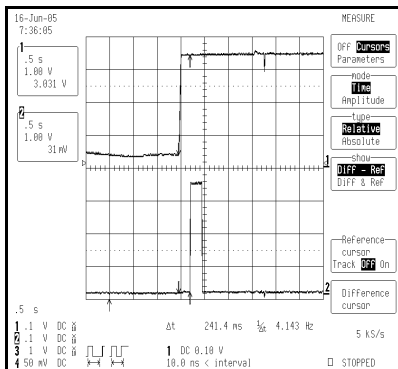 16-Jun-05
7:36:05
MEASURE
1
.5 s
1.00 V
3.031 V
2
.5 s
1.00 V
31 mV
Off Cursors
Parameters
mode
Time
Amplitude
type
Relative
Absolute
show
Diff - Ref
Diff & Ref
Reference
cursor
Track Off On
Difference
cursor
1
2
.5 s
1 .1 V DC
2 .1 V DC
3 1 V DC
4 50 mV DC
Δt 241.4 ms 1/Δt 4.143 Hz
1 DC 0.10 V
10.0 ms < interval
5 kS/s
STOPPED